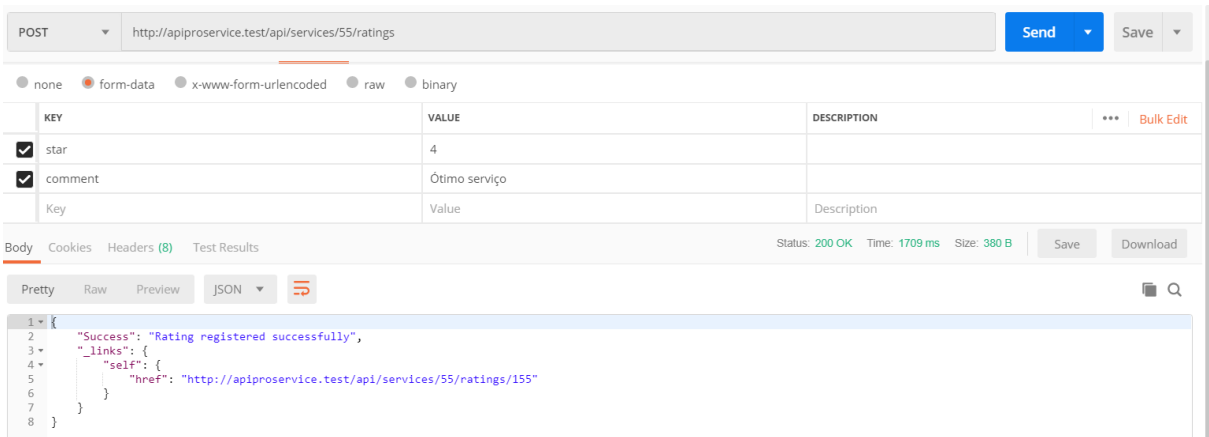 POST http://apiproservice.test/api/services/55/ratings Send Save
none form-data x-www-form-urlencoded raw binary
KEY VALUE DESCRIPTION ••• Bulk Edit
star 4
comment Ótimo serviço
Key Value Description
Body Cookies Headers (8) Test Results Status: 200 OK Time: 1709 ms Size: 380 B Save Download
Pretty Raw Preview JSON
1 {
2 "Success": "Rating registered successfully",
3 "_links": {
4 "self": {
5 "href": "http://apiproservice.test/api/services/55/ratings/155"
6 }
7 }
8 }